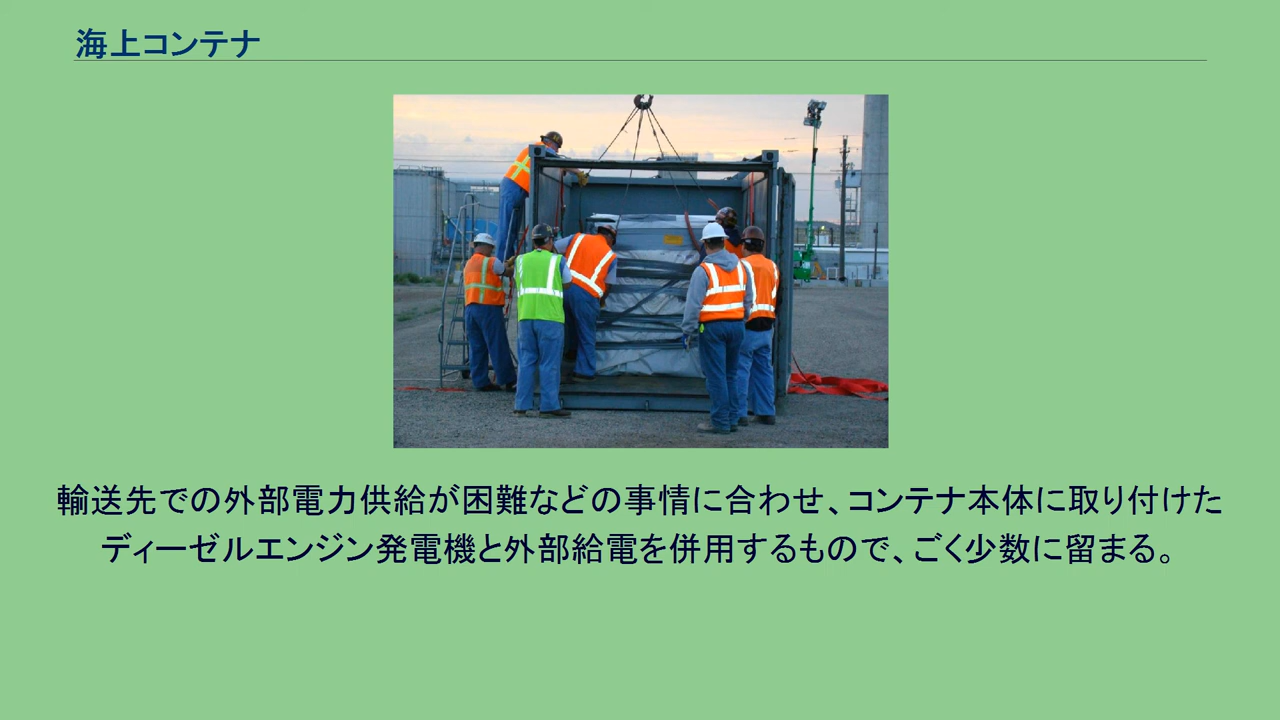 海上コンテナ
輸送先での外部電力供給が困難などの事情に合わせ、コンテナ本体に取り付けた
ディーゼルエンジン発電機と外部給電を併用するもので、ごく少数に留まる。